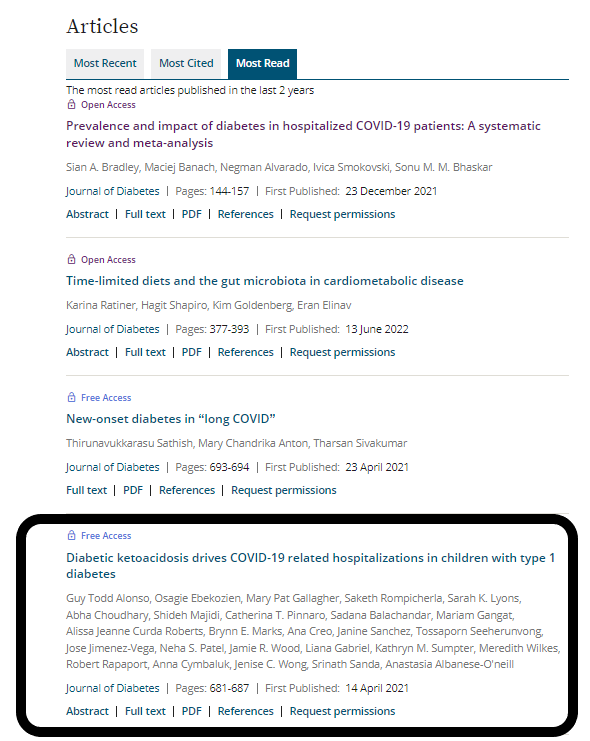 Articles
Most Recent
Most Cited
Most Read
The most read articles published in the last 2 years
Open Access
Prevalence and impact of diabetes in hospitalized COVID-19 patients: A systematic
review and meta-analysis
Sian A. Bradley, Maciej Banach, Negman Alvarado, Ivica Smokovski, Sonu M. M. Bhaskar
Journal of Diabetes | Pages: 144-157 | First Published: 23 December 2021
Abstract | Full text | PDF | References | Request permissions
Open Access
Time-limited diets and the gut microbiota in cardiometabolic disease
Karina Ratiner, Hagit Shapiro, Kim Goldenberg, Eran Elinav
Journal of Diabetes | Pages: 377-393 | First Published: 13 June 2022
Abstract | Full text | PDF | References | Request permissions
Free Access
New-onset diabetes in “long COVID”
Thirunavukkarasu Sathish, Mary Chandrika Anton, Tharsan Sivakumar
Journal of Diabetes | Pages: 693-694 | First Published: 23 April 2021
Full text | PDF | References | Request permissions
Free Access
Diabetic ketoacidosis drives COVID-19 related hospitalizations in children with type 1
diabetes
Guy Todd Alonso, Osagie Ebekozien, Mary Pat Gallagher, Saketh Rompicherla, Sarah K. Lyons,
Abha Choudhary, Shideh Majidi, Catherina T. Pinnaro, Sadana Balachandar, Mariam Gangat,
Alissa Jeanne Curda Roberts, Brynn E. Marks, Ana Creo, Janine Sanchez, Tossaporn Seeherunvong,
Jose Jimenez-Vega, Neha S. Patel, Jamie R. Wood, Liana Gabriel, Kathryn M. Sumpter, Meredith Wilkes,
Robert Rapaport, Anna Cymbaluk, Jenise C. Wong, Srinath Sanda, Anastasia Albanese-O'neill
Journal of Diabetes | Pages: 681-687 | First Published: 14 April 2021
Abstract | Full text | PDF | References | Request permissions